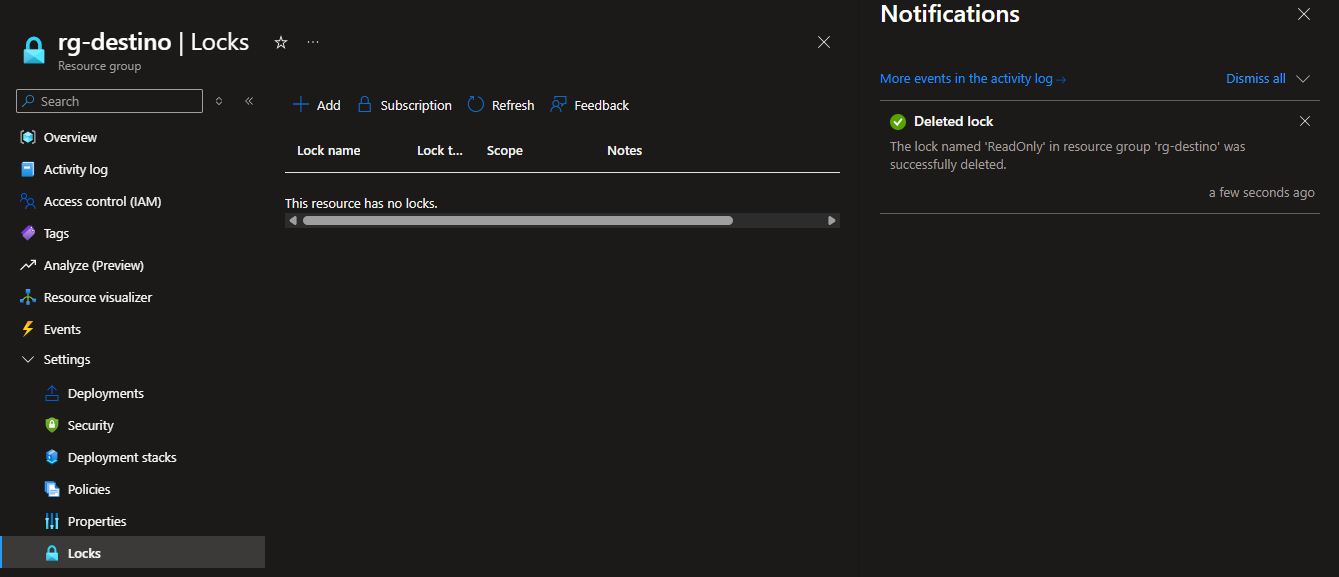 rg-destino | Locks
Resource group
Search
Overview
Activity log
Access control (IAM)
Tags
Analyze (Preview)
Resource visualizer
Events
Settings
Deployments
Security
Deployment stacks
Policies
Properties
Locks
Add Subscription Refresh Feedback
Lock name Lock t... Scope Notes
This resource has no locks.
Notifications
More events in the activity log → Dismiss all
Deleted lock
The lock named 'ReadOnly' in resource group 'rg-destino' was
successfully deleted.
a few seconds ago